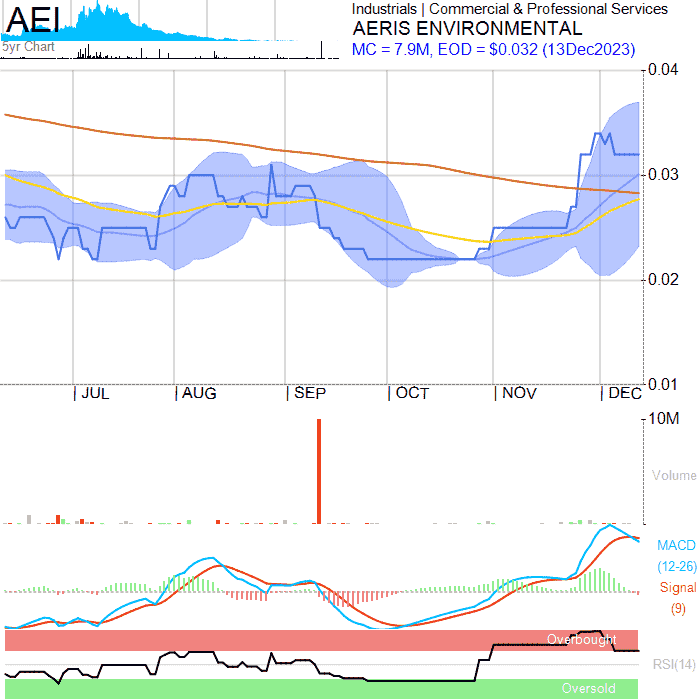 AEI
Industrials | Commercial & Professional Services
AERIS ENVIRONMENTAL
MC = 7.9M, EOD = $0.032 (13Dec2023)
5yr Chart
0.04
0.03
0.02
0.01
| JUL | AUG | SEP | OCT | NOV | DEC
10M
Volume
MACD
(12-26)
Signal
(9)
Overbought
RSI(14)
Oversold